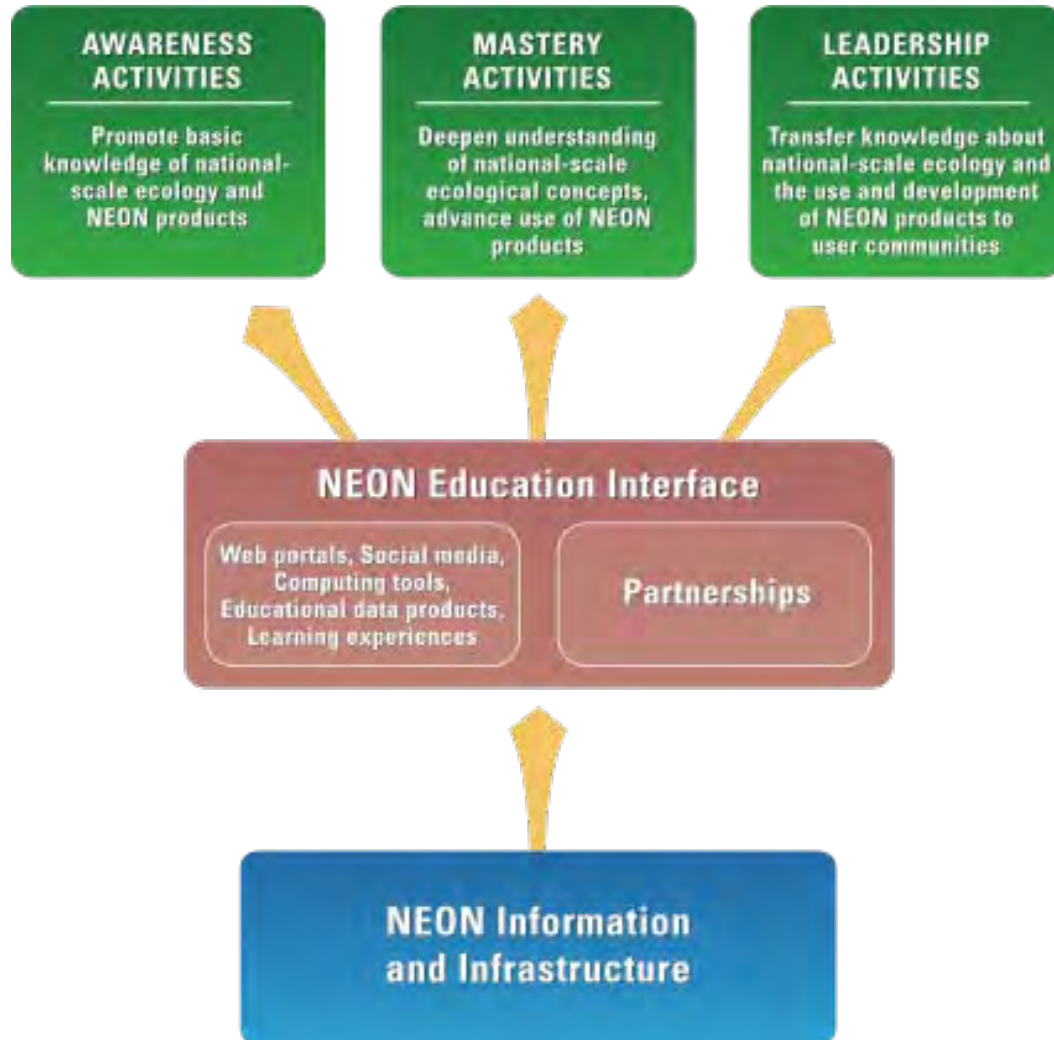 AWARENESS
ACTIVITIES
Promote basic
knowledge of national-
scale ecology and
NEON products
MASTERY
ACTIVITIES
Deepen understanding
of national-scale
ecological concepts,
advance use of NEON
products
LEADERSHIP
ACTIVITIES
Transfer knowledge about
national-scale ecology and
the use and development
of NEON products to
user communities
NEON Education Interface
Web portals, Social media,
Computing tools,
Educational data products,
Learning experiences
Partnerships
NEON Information
and Infrastructure